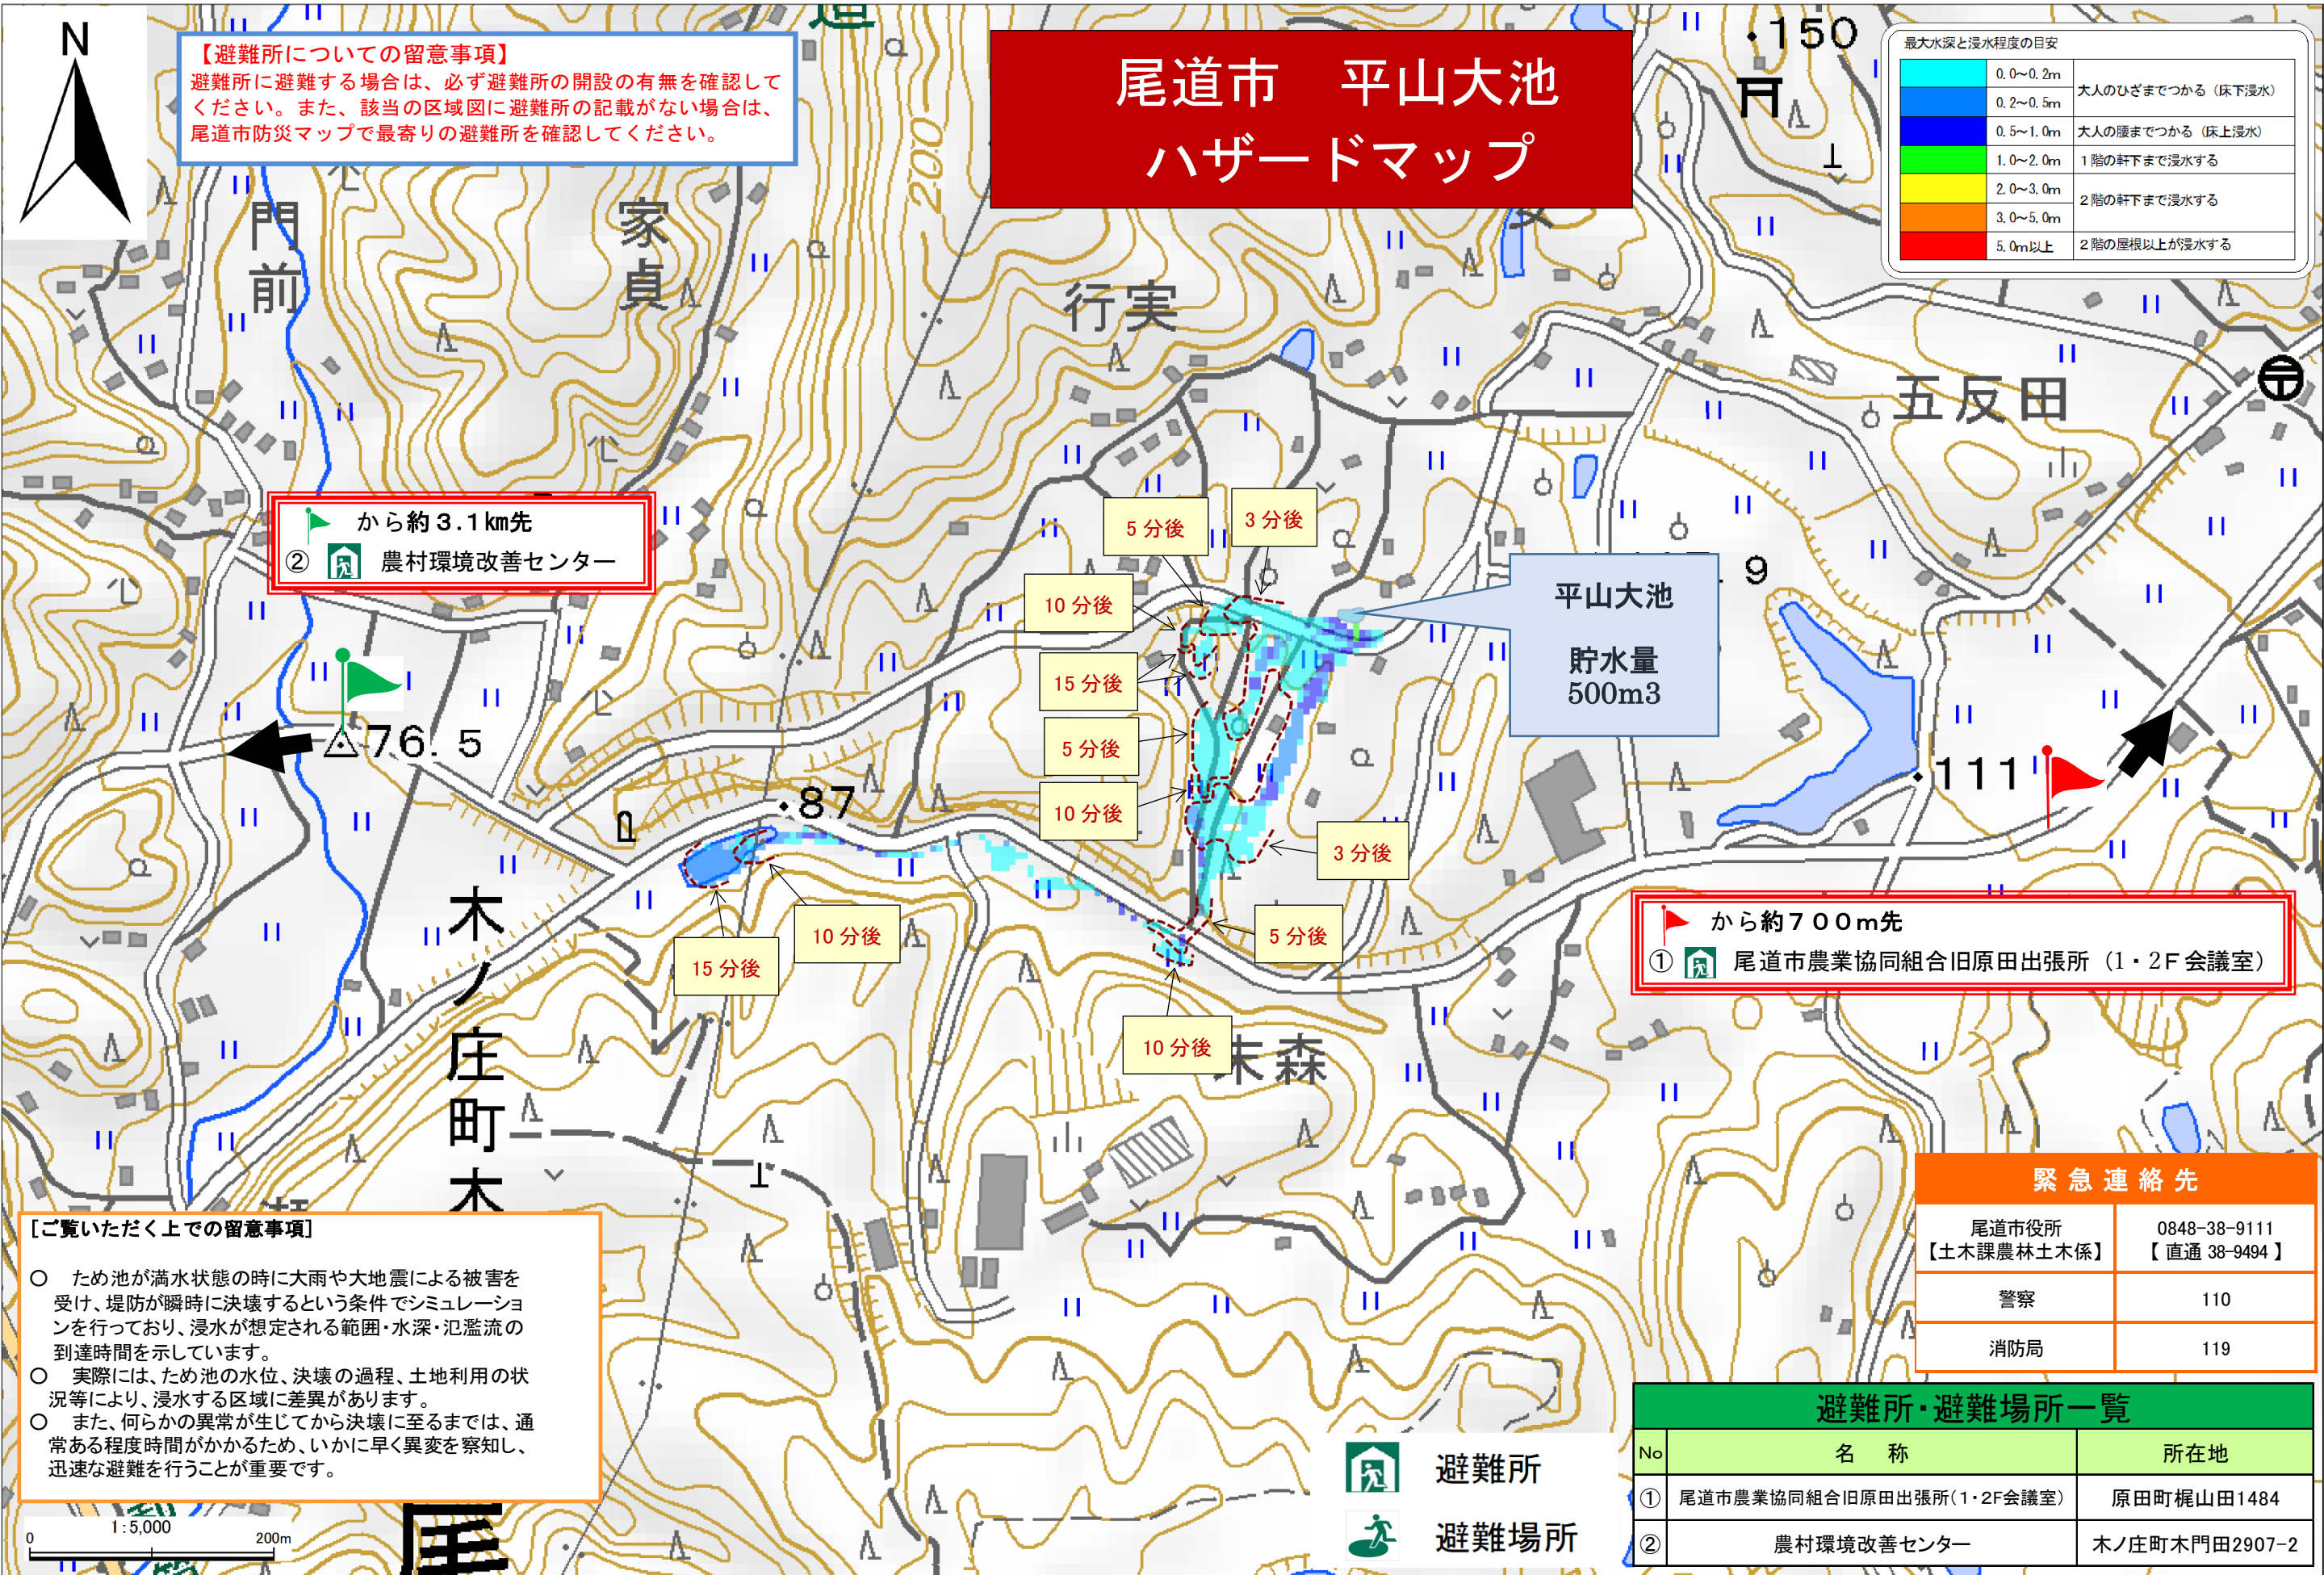 N
【避難所についての留意事項】
避難所に避難する場合は、必ず避難所の開設の有無を確認して
ください。また、該当の区域図に避難所の記載がない場合は、
尾道市防災マップで最寄りの避難所を確認してください。
尾道市　平山大池
ハザードマップ
最大水深と浸水程度の目安
0.0～0.2m
大人のひざまでつかる（床下浸水）
0.2～0.5m
0.5～1.0m　大人の腰までつかる（床上浸水）
1.0～2.0m　1階の軒下まで浸水する
2.0～3.0m
2階の軒下まで浸水する
3.0～5.0m
5.0m以上　2階の屋根以上が浸水する
150
200
門前
家貞
行実
五反田
から約3.1km先
② 農村環境改善センター
5分後
3分後
10分後
15分後
5分後
10分後
3分後
5分後
10分後
10分後
15分後
平山大池
貯水量
500m3
9
76.5
87
111
から約700m先
① 尾道市農業協同組合旧原田出張所（1・2F会議室）
木ノ庄町木
末森
尾
[ご覧いただく上での留意事項]
○　ため池が満水状態の時に大雨や大地震による被害を
受け、堤防が瞬時に決壊するという条件でシミュレーショ
ンを行っており、浸水が想定される範囲・水深・氾濫流の
到達時間を示しています。
○　実際には、ため池の水位、決壊の過程、土地利用の状
況等により、浸水する区域に差異があります。
○　また、何らかの異常が生じてから決壊に至るまでは、通
常ある程度時間がかかるため、いかに早く異変を察知し、
迅速な避難を行うことが重要です。
1:5,000
0　200m
避難所
避難場所
緊急連絡先
尾道市役所　0848-38-9111
【土木課農林土木係】　【直通 38-9494】
警察　110
消防局　119
避難所・避難場所一覧
No　名　称　所在地
①　尾道市農業協同組合旧原田出張所(1・2F会議室)　原田町梶山田1484
②　農村環境改善センター　木ノ庄町木門田2907-2